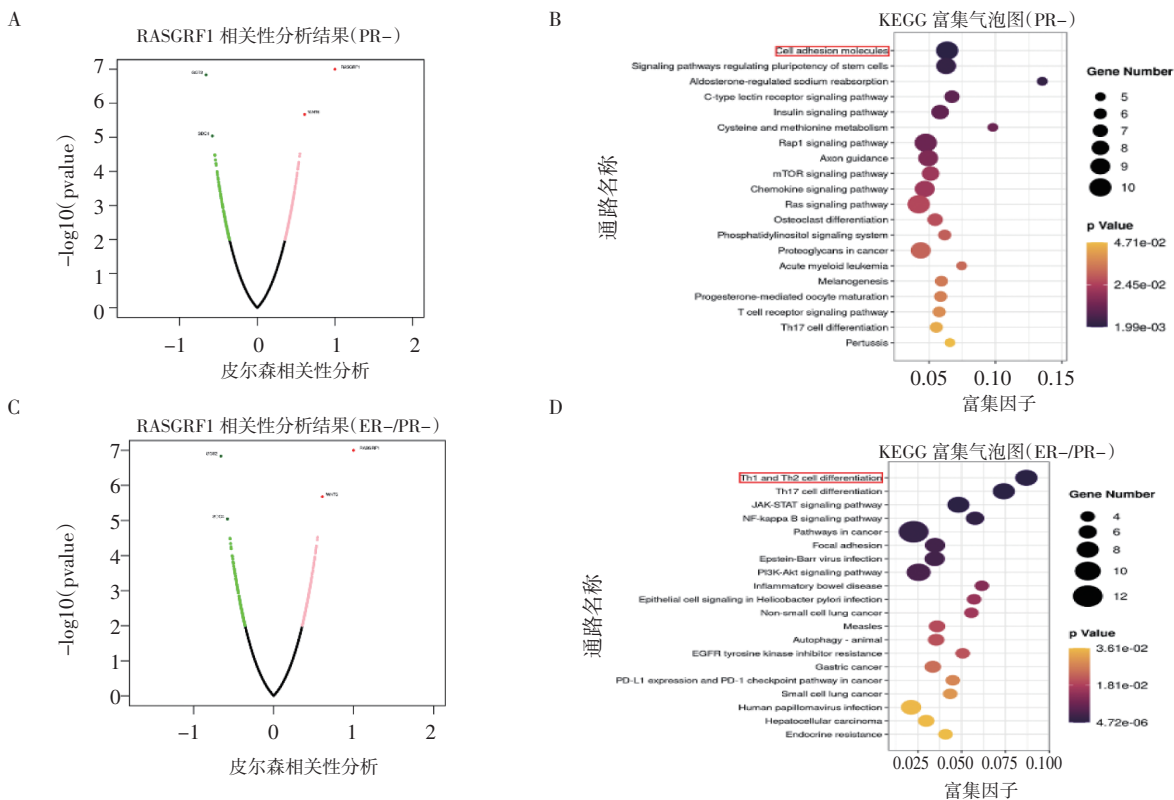 A
RASGRF1 相关性分析结果(PR-)
-log10(pvalue)
7
6
5
4
3
2
1
0
RASGRF1
-1 0 1 2
皮尔森相关性分析
B
KEGG 富集气泡图(PR-)
通路名称
Cell adhesion molecules
Signaling pathways regulating pluripotency of stem cells
Aldosterone-regulated sodium reabsorption
C-type lectin receptor signaling pathway
Insulin signaling pathway
Cysteine and methionine metabolism
Rap1 signaling pathway
Axon guidance
mTOR signaling pathway
Chemokine signaling pathway
Ras signaling pathway
Osteoclast differentiation
Phosphatidylinositol signaling system
Proteoglycans in cancer
Acute myeloid leukemia
Melanogenesis
Progesterone-mediated oocyte maturation
T cell receptor signaling pathway
Th17 cell differentiation
Pertussis
0.05 0.10 0.15
富集因子
Gene Number
5
6
7
8
9
10
p Value
4.71e-02
2.45e-02
1.99e-03
C
RASGRF1 相关性分析结果(ER-/PR-)
-log10(pvalue)
7
6
5
4
3
2
1
0
RASGRF1
-1 0 1 2
皮尔森相关性分析
D
KEGG 富集气泡图(ER-/PR-)
通路名称
Th1 and Th2 cell differentiation
Th17 cell differentiation
JAK-STAT signaling pathway
NF-kappa B signaling pathway
Pathways in cancer
Focal adhesion
Epstein-Barr virus infection
PI3K-Akt signaling pathway
Inflammatory bowel disease
Epithelial cell signaling in Helicobacter pylori infection
Non-small cell lung cancer
Measles
Autophagy - animal
EGFR tyrosine kinase inhibitor resistance
Gastric cancer
PD-L1 expression and PD-1 checkpoint pathway in cancer
Small cell lung cancer
Human papillomavirus infection
Hepatocellular carcinoma
Endocrine resistance
0.025 0.050 0.075 0.100
富集因子
Gene Number
4
6
8
10
12
p Value
3.61e-02
1.81e-02
4.72e-06